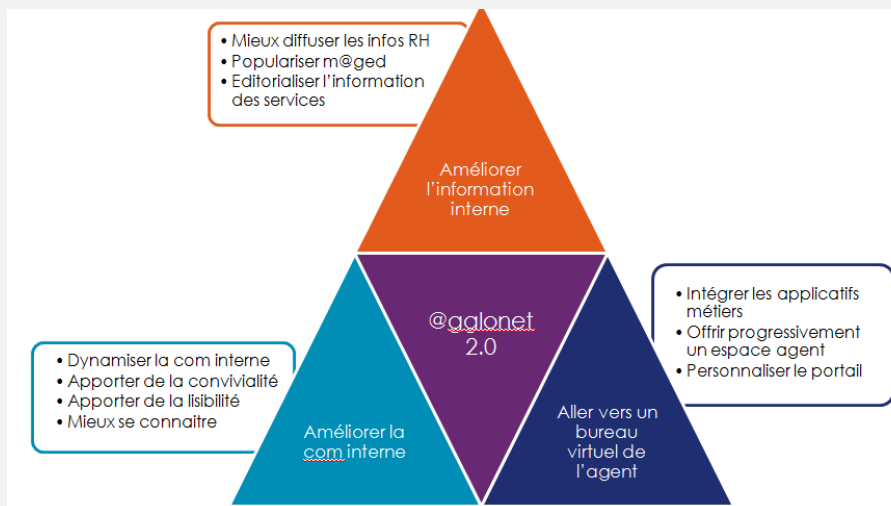 • Mieux diffuser les infos RH
• Populariser m@ged
• Editorialiser l'information
des services
Améliorer
l'information
interne
@gglonet
2.0
• Dynamiser la com interne
• Apporter de la convivialité
• Apporter de la lisibilité
• Mieux se connaitre
Améliorer la
com interne
• Intégrer les applicatifs
métiers
• Offrir progressivement
un espace agent
• Personnaliser le portail
Aller vers un
bureau
virtuel de
l'agent